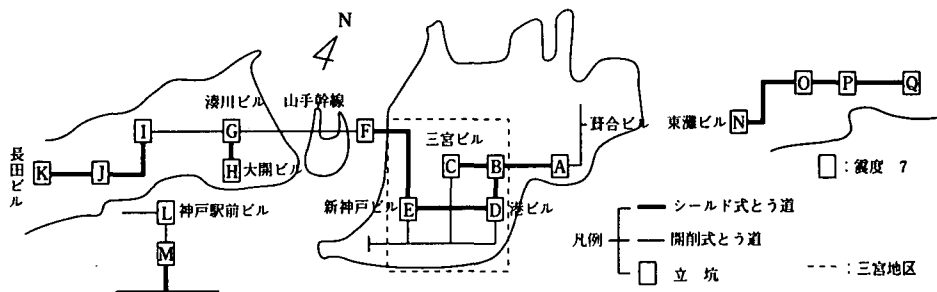 N
湊川ビル
山手幹線
I
G
F
長田ビル
K
J
H
大開ビル
L
神戸駅前ビル
M
三宮ビル
C
B
A
葺合ビル
新神戸ビル
E
D
港ビル
東灘ビル
N
O
P
Q
:震度 7
凡例
シールド式とう道
開削式とう道
立坑
:三宮地区